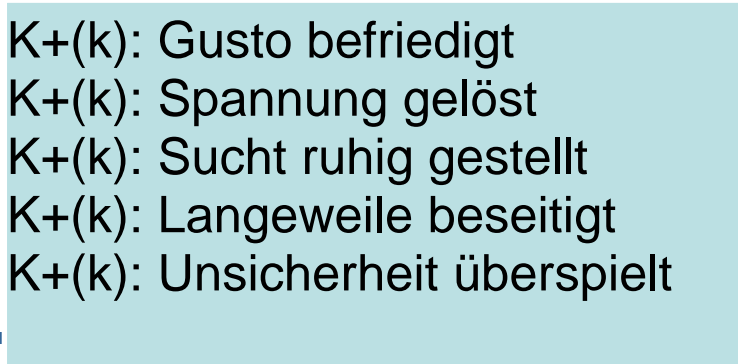 K+(k): Gusto befriedigt
K+(k): Spannung gelöst
K+(k): Sucht ruhig gestellt
K+(k): Langeweile beseitigt
K+(k): Unsicherheit überspielt